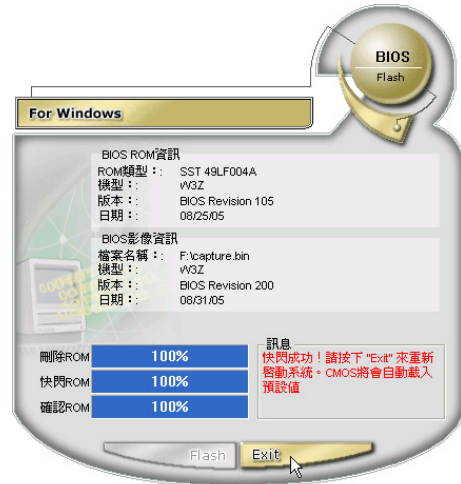 BIOS
Flash
For Windows
BIOS ROM資訊
ROM類型：: SST 49LF004A
機型：: W3Z
版本：: BIOS Revision 105
日期：: 08/25/05
BIOS影像資訊
檔案名稱：: F:\capture.bin
機型：: W3Z
版本：: BIOS Revision 200
日期：: 08/31/05
刪除ROM 100%
快閃ROM 100%
確認ROM 100%
訊息
快閃成功！請按下 "Exit" 來重新
啓動系統。CMOS將會自動載入
預設值
Flash Exit